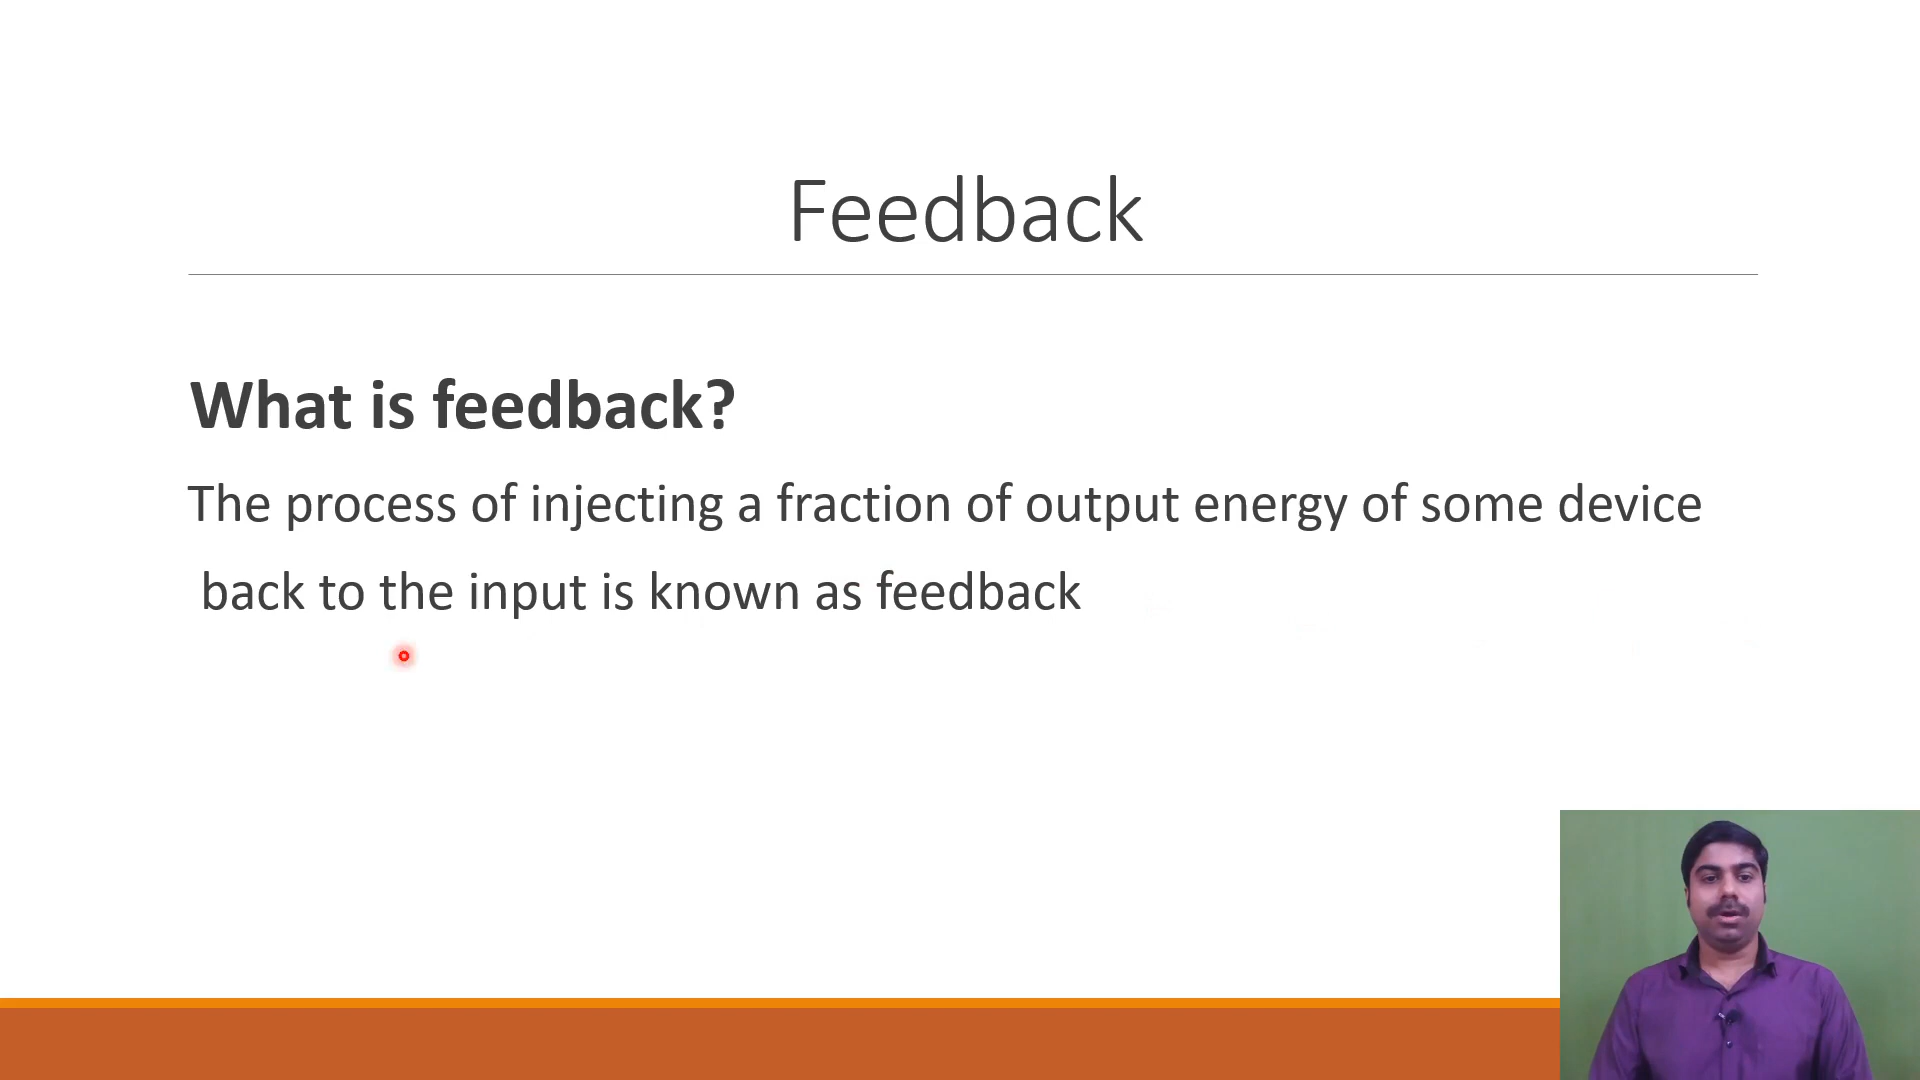 Feedback
What is feedback?
The process of injecting a fraction of output energy of some device
back to the input is known as feedback